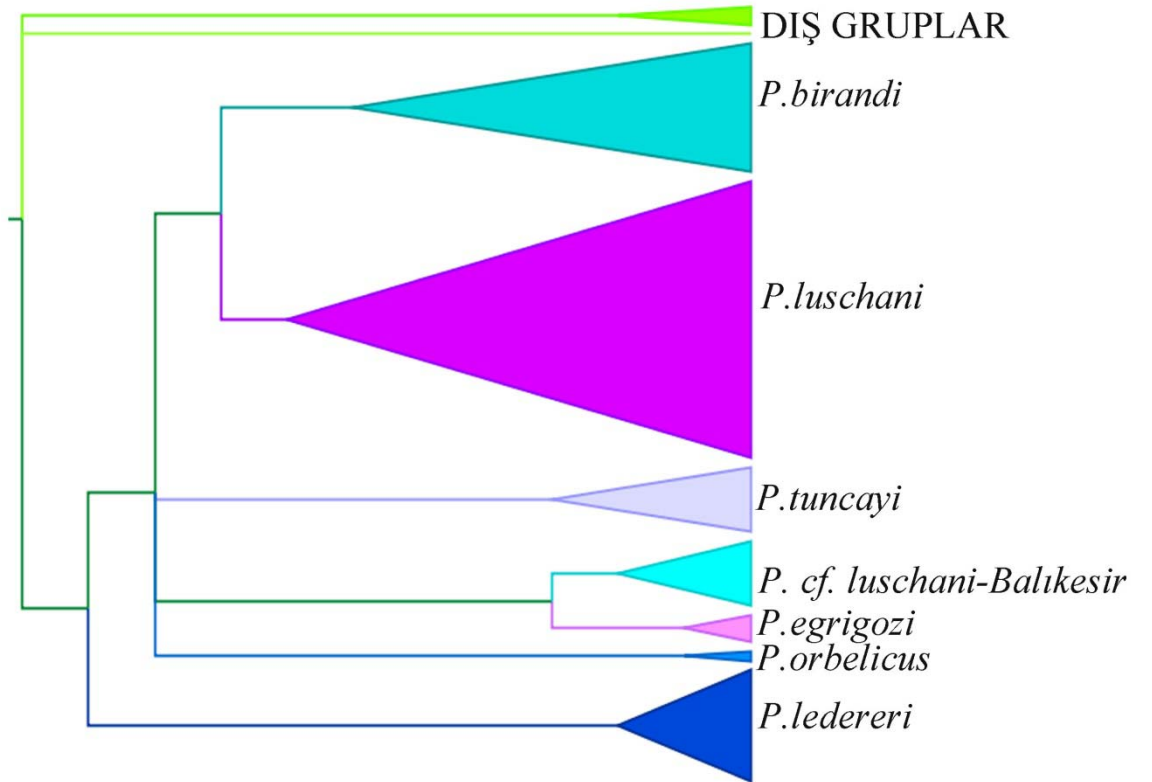 DIŞ GRUPLAR
P.birandi
P.luschani
P.tuncayi
P. cf. luschani-Balıkesir
P.egrigozi
P.orbelicus
P.ledereri